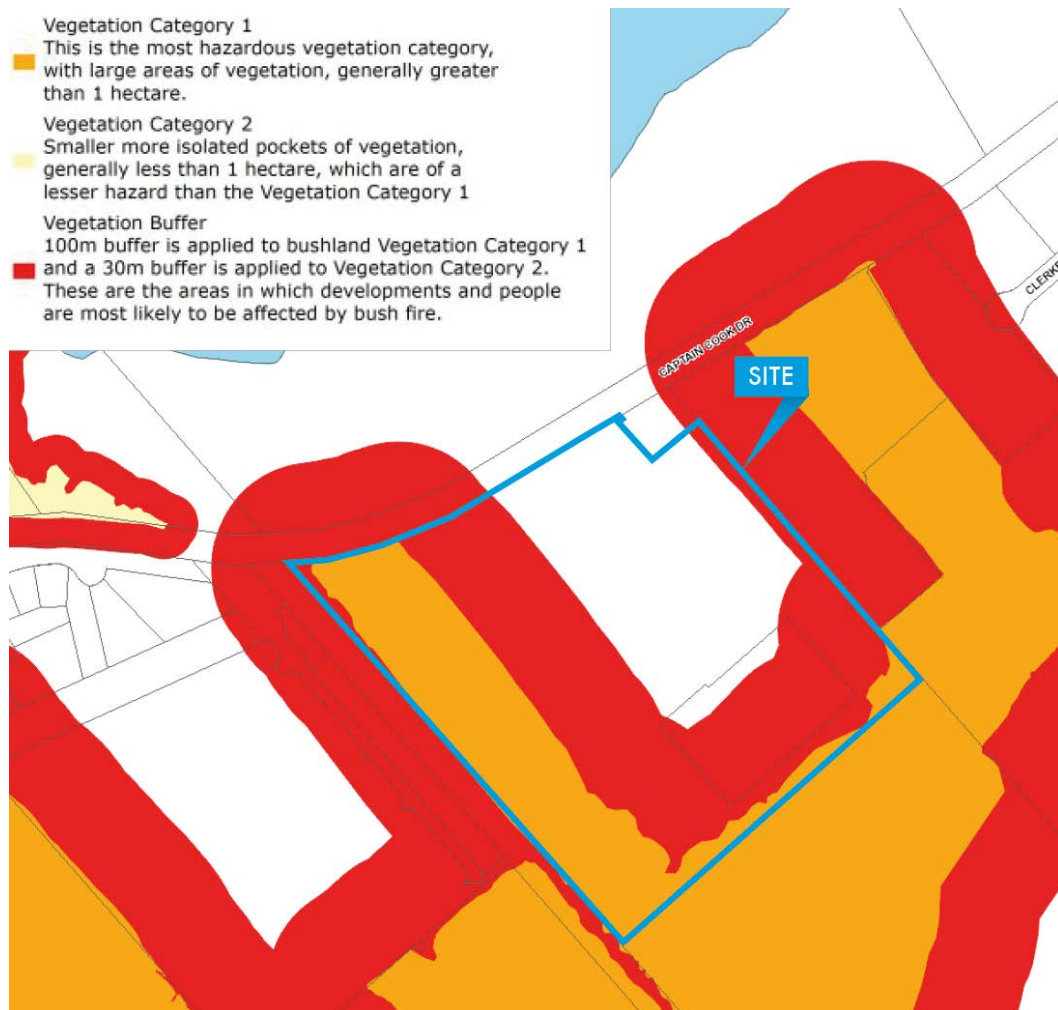 Vegetation Category 1
This is the most hazardous vegetation category,
with large areas of vegetation, generally greater
than 1 hectare.
Vegetation Category 2
Smaller more isolated pockets of vegetation,
generally less than 1 hectare, which are of a
lesser hazard than the Vegetation Category 1
Vegetation Buffer
100m buffer is applied to bushland Vegetation Category 1
and a 30m buffer is applied to Vegetation Category 2.
These are the areas in which developments and people
are most likely to be affected by bush fire.
CLERKE
CAPTAIN COOK DR
SITE